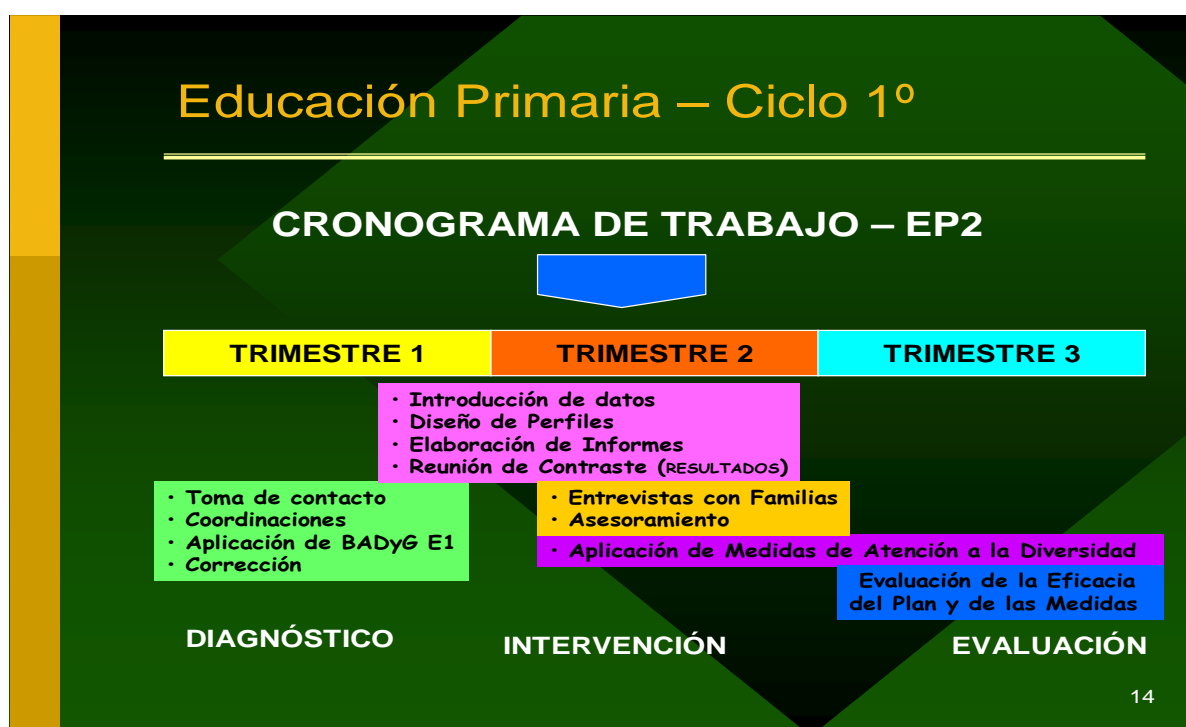 Educación Primaria – Ciclo 1º
CRONOGRAMA DE TRABAJO – EP2
TRIMESTRE 1
TRIMESTRE 2
TRIMESTRE 3
• Introducción de datos
• Diseño de Perfiles
• Elaboración de Informes
• Reunión de Contraste (RESULTADOS)
• Toma de contacto
• Coordinaciones
• Aplicación de BADyG E1
• Corrección
• Entrevistas con Familias
• Asesoramiento
• Aplicación de Medidas de Atención a la Diversidad
Evaluación de la Eficacia
del Plan y de las Medidas
DIAGNÓSTICO
INTERVENCIÓN
EVALUACIÓN
14